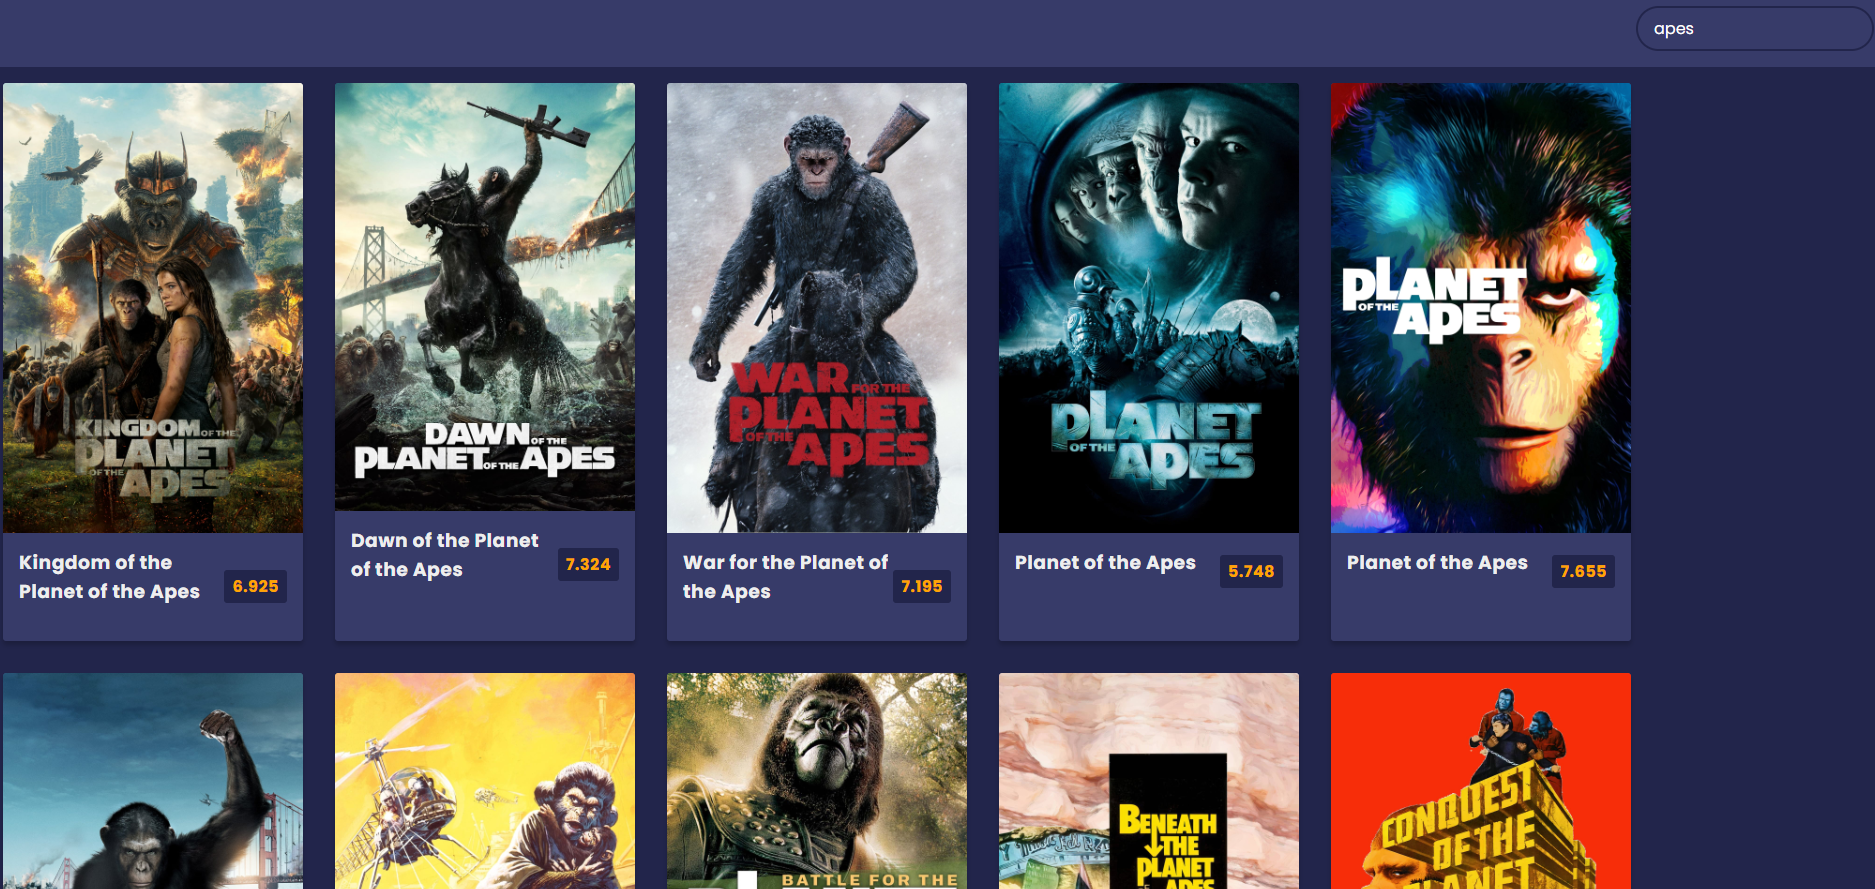 apes
KINGDOM OF THE
PLANET
OF THE APES
DAWN OF THE
PLANET OF THE APES
WAR FOR THE
PLANET
OF THE APES
PLANET
OF THE APES
PLANET
OF THE APES
Kingdom of the
Planet of the Apes
6.925
Dawn of the Planet
of the Apes
7.324
War for the Planet of
the Apes
7.195
Planet of the Apes
5.748
Planet of the Apes
7.655
BATTLE FOR THE
BENEATH
THE
PLANET
OF THE APES
CONQUEST
OF THE
PLANET